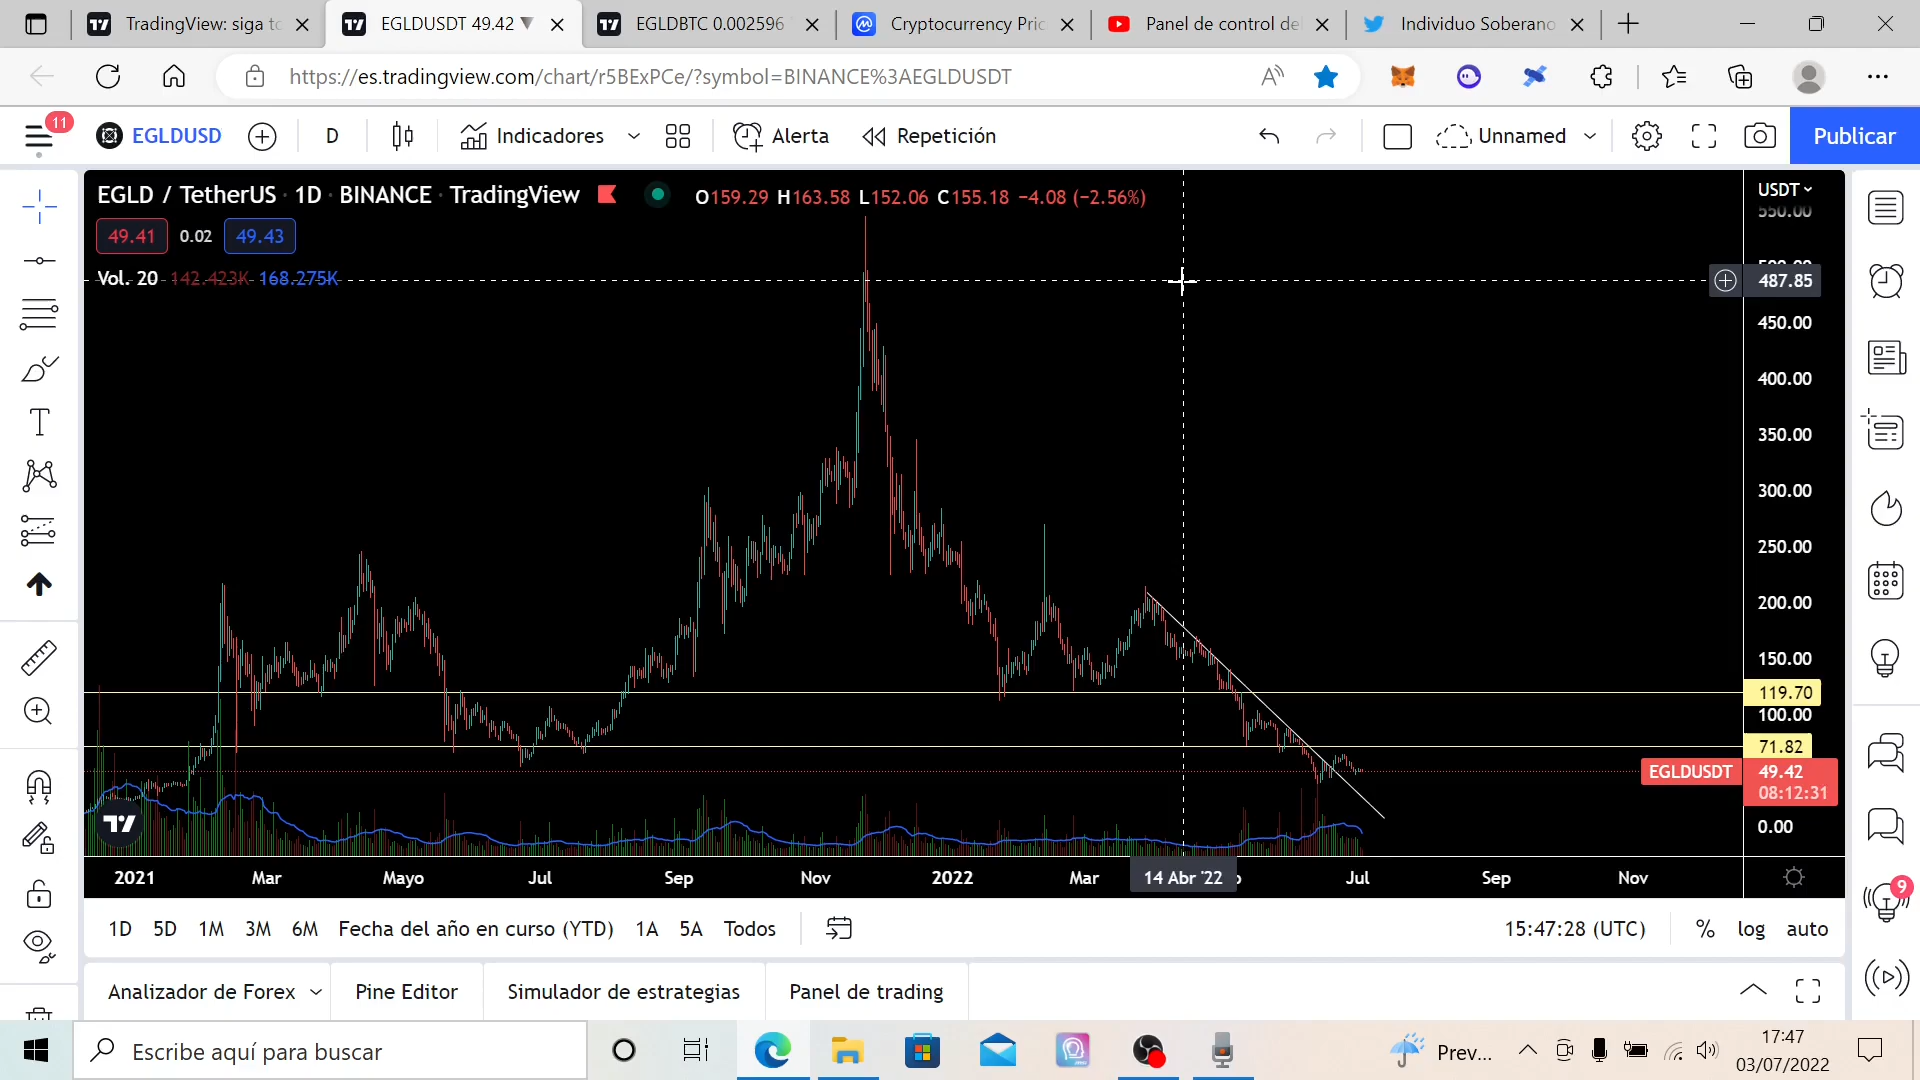 TradingView: siga to
EGLDUSDT 49.42 ▼
EGLDBTC 0.002596
Cryptocurrency Pric
Panel de control del
Individuo Soberano
https://es.tradingview.com/chart/r5BExPCe/?symbol=BINANCE%3AEGLDUSDT
11
EGLDUSD
D
Indicadores
Alerta
Repetición
Unnamed
Publicar
EGLD / TetherUS · 1D · BINANCE · TradingView
O159.29 H163.58 L152.06 C155.18 −4.08 (−2.56%)
USDT
550.00
49.41 0.02 49.43
Vol. 20 142.423K 168.275K
487.85
450.00
400.00
350.00
300.00
250.00
200.00
150.00
119.70
100.00
71.82
EGLDUSDT 49.42
08:12:31
0.00
2021 Mar Mayo Jul Sep Nov 2022 Mar 14 Abr '22 Jul Sep Nov
9
1D 5D 1M 3M 6M Fecha del año en curso (YTD) 1A 5A Todos
15:47:28 (UTC) % log auto
Analizador de Forex Pine Editor Simulador de estrategias Panel de trading
Escribe aquí para buscar
Prev...
17:47
03/07/2022